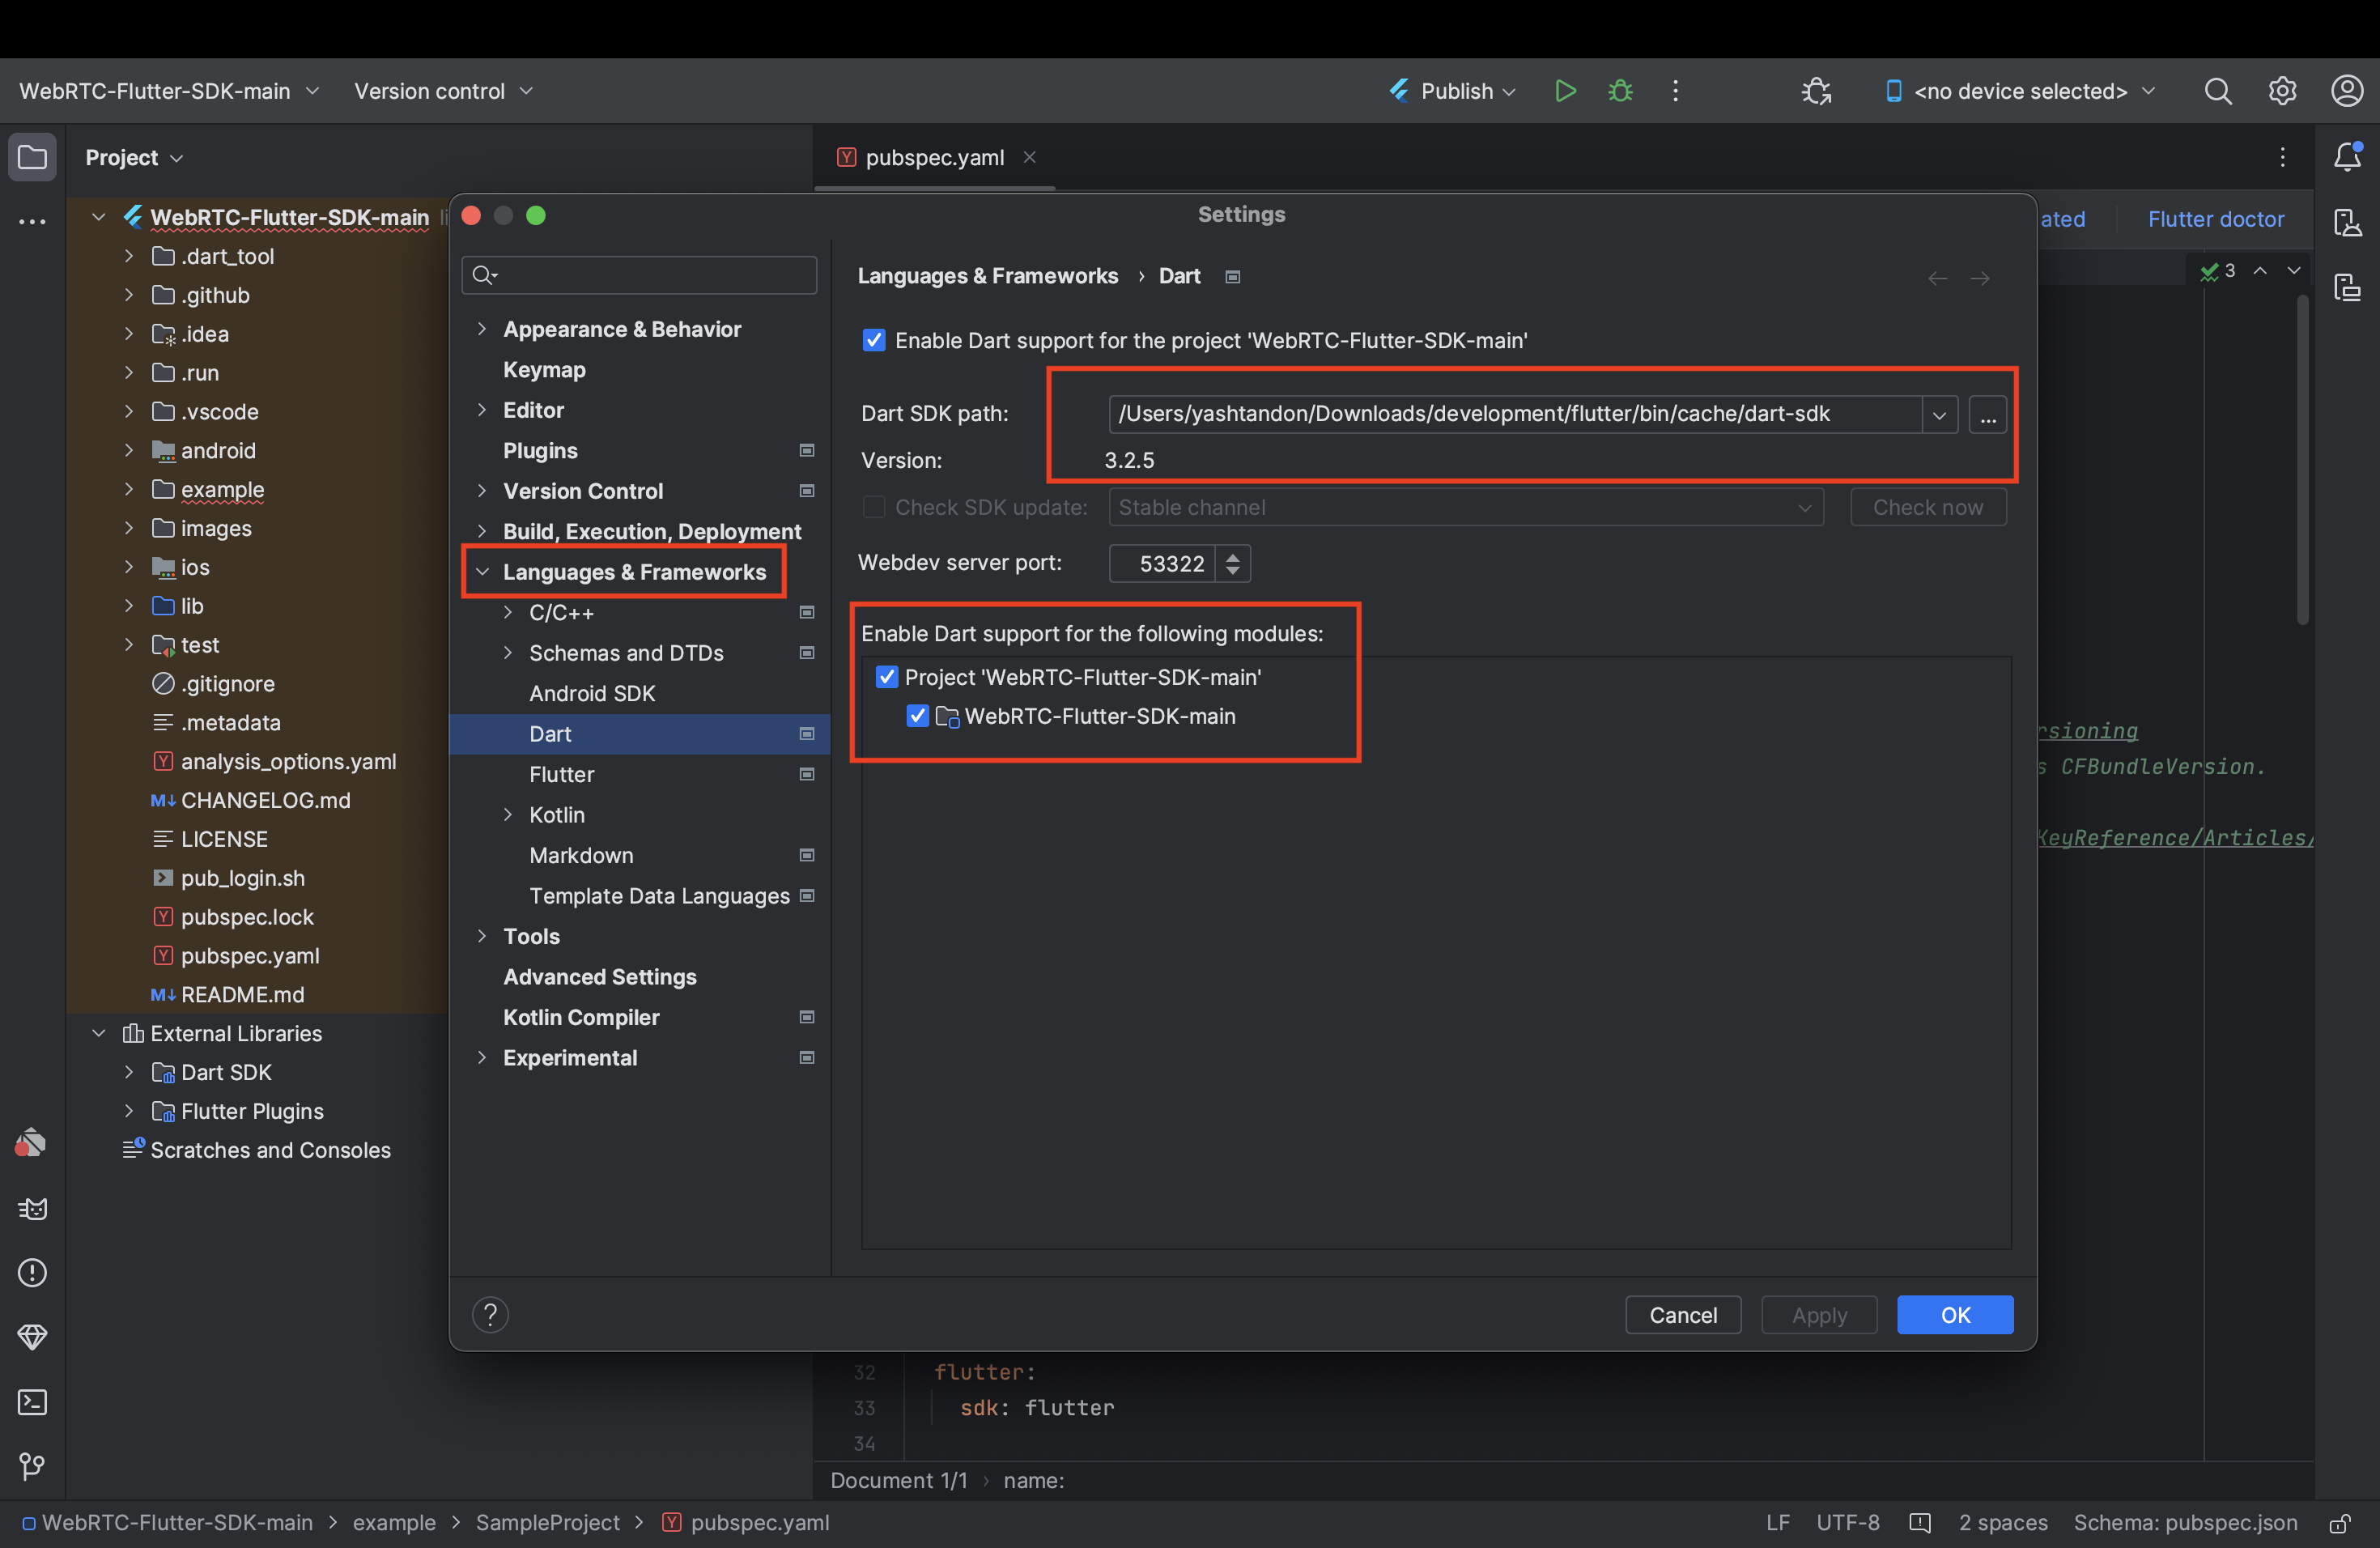 WebRTC-Flutter-SDK-main
Version control
Publish
<no device selected>
Project
pubspec.yaml
WebRTC-Flutter-SDK-main
.dart_tool
.github
.idea
.run
.vscode
android
example
images
ios
lib
test
.gitignore
.metadata
analysis_options.yaml
CHANGELOG.md
LICENSE
pub_login.sh
pubspec.lock
pubspec.yaml
README.md
External Libraries
Dart SDK
Flutter Plugins
Scratches and Consoles
Settings
Appearance & Behavior
Keymap
Editor
Plugins
Version Control
Build, Execution, Deployment
Languages & Frameworks
C/C++
Schemas and DTDs
Android SDK
Dart
Flutter
Kotlin
Markdown
Template Data Languages
Tools
Advanced Settings
Kotlin Compiler
Experimental
Languages & Frameworks › Dart
Enable Dart support for the project 'WebRTC-Flutter-SDK-main'
Dart SDK path: /Users/yashtandon/Downloads/development/flutter/bin/cache/dart-sdk ...
Version: 3.2.5
Check SDK update: Stable channel Check now
Webdev server port: 53322
Enable Dart support for the following modules:
Project 'WebRTC-Flutter-SDK-main'
WebRTC-Flutter-SDK-main
? Cancel Apply OK
ated Flutter doctor
3
rsioning
s CFBundleVersion.
KeyReference/Articles/
32 flutter:
33 sdk: flutter
34
Document 1/1 › name:
WebRTC-Flutter-SDK-main > example > SampleProject > pubspec.yaml
LF UTF-8 2 spaces Schema: pubspec.json